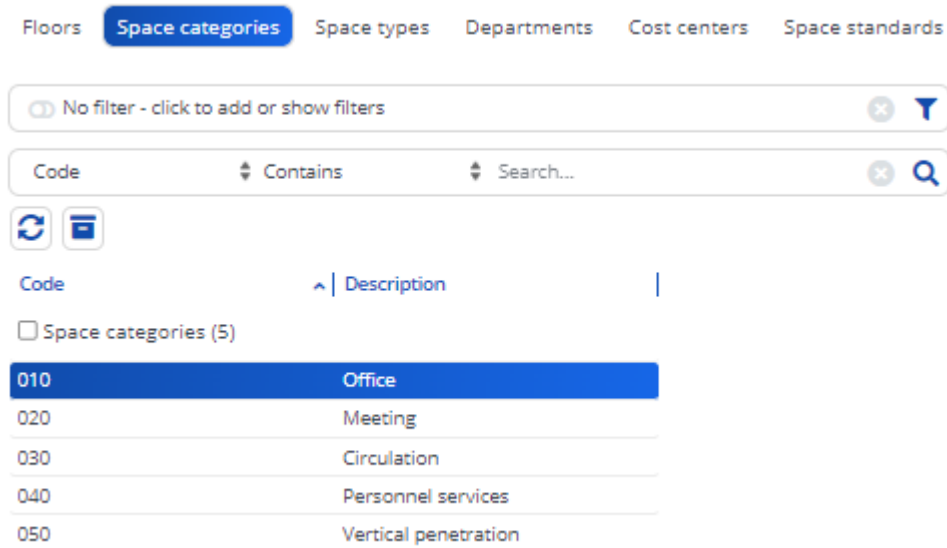 Floors Space categories Space types Departments Cost centers Space standards
No filter - click to add or show filters
Code Contains Search...
Code Description
Space categories (5)
010 Office
020 Meeting
030 Circulation
040 Personnel services
050 Vertical penetration